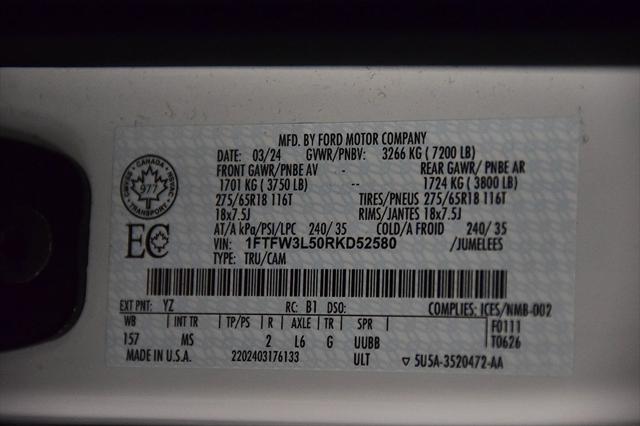 MFD. BY FORD MOTOR COMPANY
DATE: 03/24 GVWR/PNBV: 3266 KG ( 7200 LB)
FRONT GAWR/PNBE AV REAR GAWR/ PNBE AR
1701 KG ( 3750 LB) -- 1724 KG ( 3800 LB)
275/65R18 116T TIRES/PNEUS 275/65R18 116T
18x7.5J RIMS/JANTES 18x7.5J
AT/A kPa/PSI/LPC 240/ 35 COLD/A FROID 240/ 35
VIN: 1FTFW3L50RKD52580 /JUMELEES
TYPE: TRU/CAM
CANADA
977
TRANSPORT
EC
EXT PNT: YZ RC: B1 DSO: COMPLIES: ICES/NMB-002
WB INT TR TP/PS R AXLE TR SPR F0111
157 MS 2 L6 G UUBB T0626
MADE IN U.S.A. 2202403176133 ULT ▽ 5U5A-3520472-AA